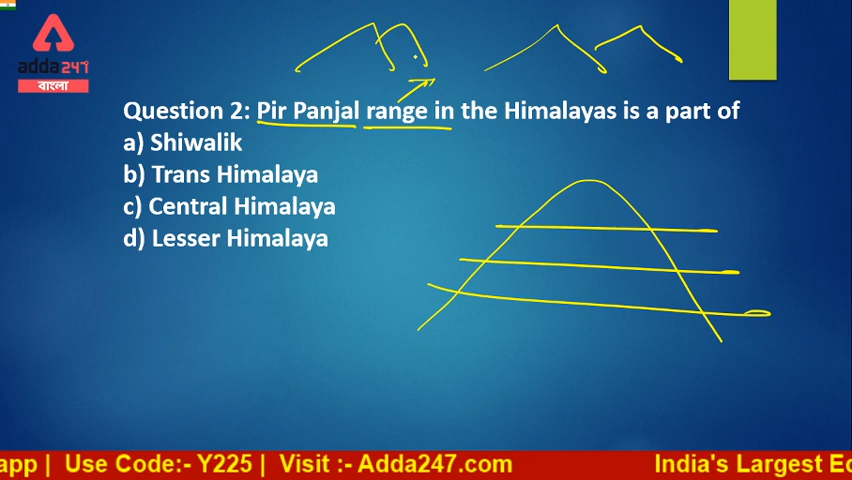 adda247
বাংলা
Question 2: Pir Panjal range in the Himalayas is a part of
a) Shiwalik
b) Trans Himalaya
c) Central Himalaya
d) Lesser Himalaya
app | Use Code:- Y225 | Visit :- Adda247.com India's Largest Ed